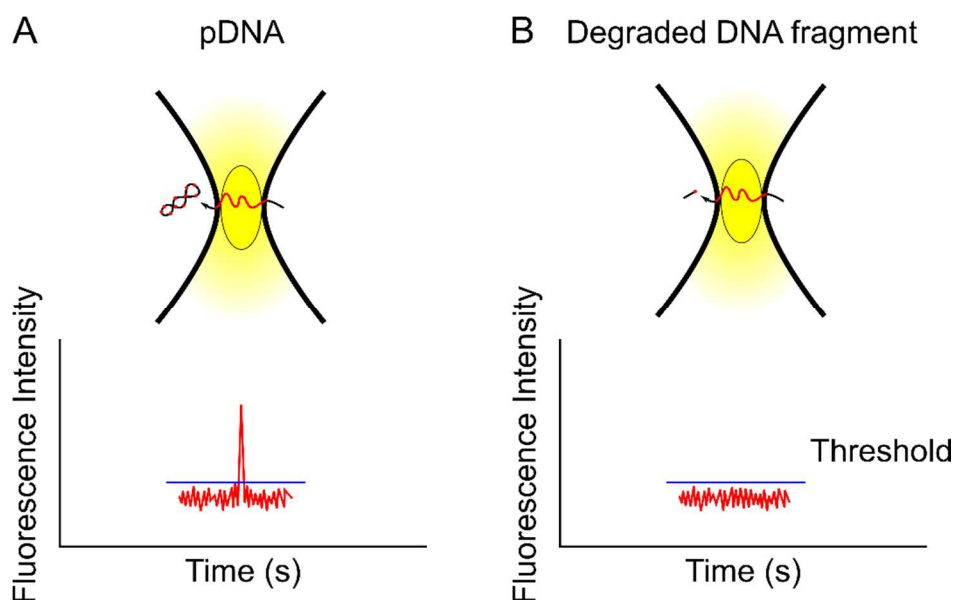 A
pDNA
Fluorescence Intensity
Time (s)
B
Degraded DNA fragment
Fluorescence Intensity
Threshold
Time (s)